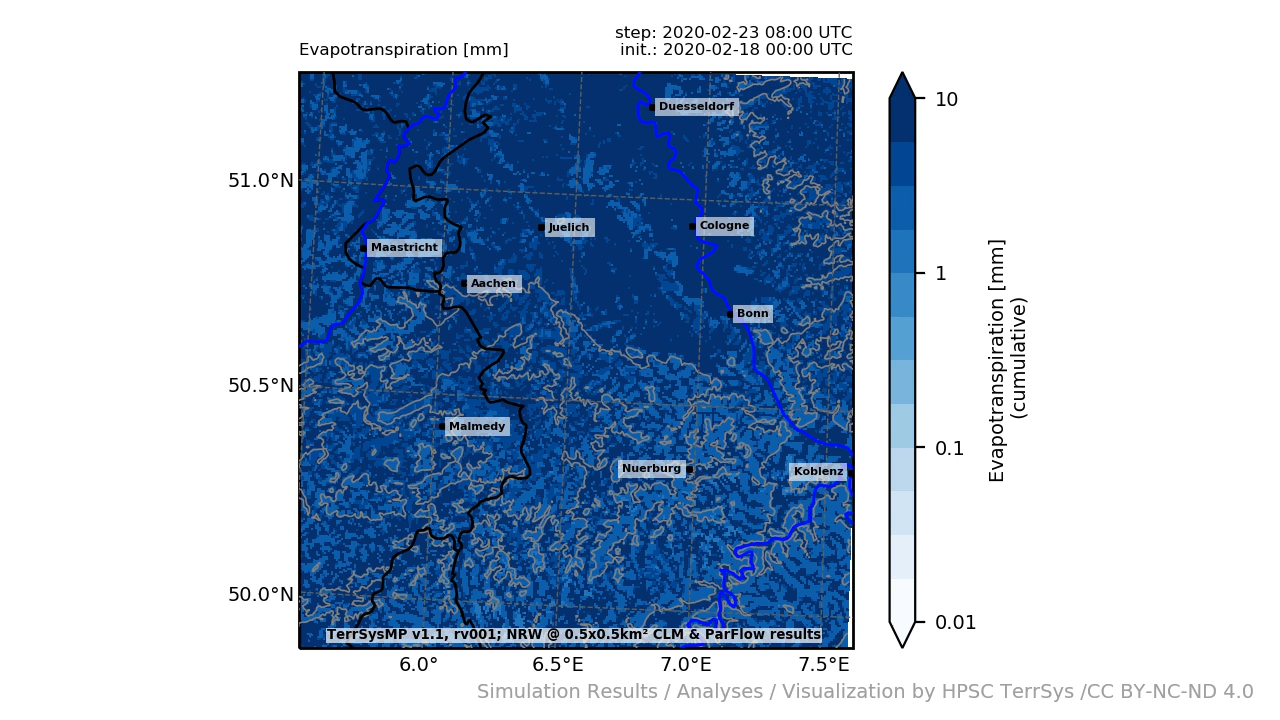 step: 2020-02-23 08:00 UTC
Evapotranspiration [mm]
init.: 2020-02-18 00:00 UTC
Duesseldorf
51.0°N
Juelich
Cologne
Maastricht
Aachen
Bonn
50.5°N
Malmedy
Nuerburg
Koblenz
50.0°N
TerrSysMP v1.1, rv001; NRW @ 0.5x0.5km² CLM & ParFlow results
6.0°
6.5°E
7.0°E
7.5°E
10
1
0.1
0.01
Evapotranspiration [mm]
(cumulative)
Simulation Results / Analyses / Visualization by HPSC TerrSys /CC BY-NC-ND 4.0